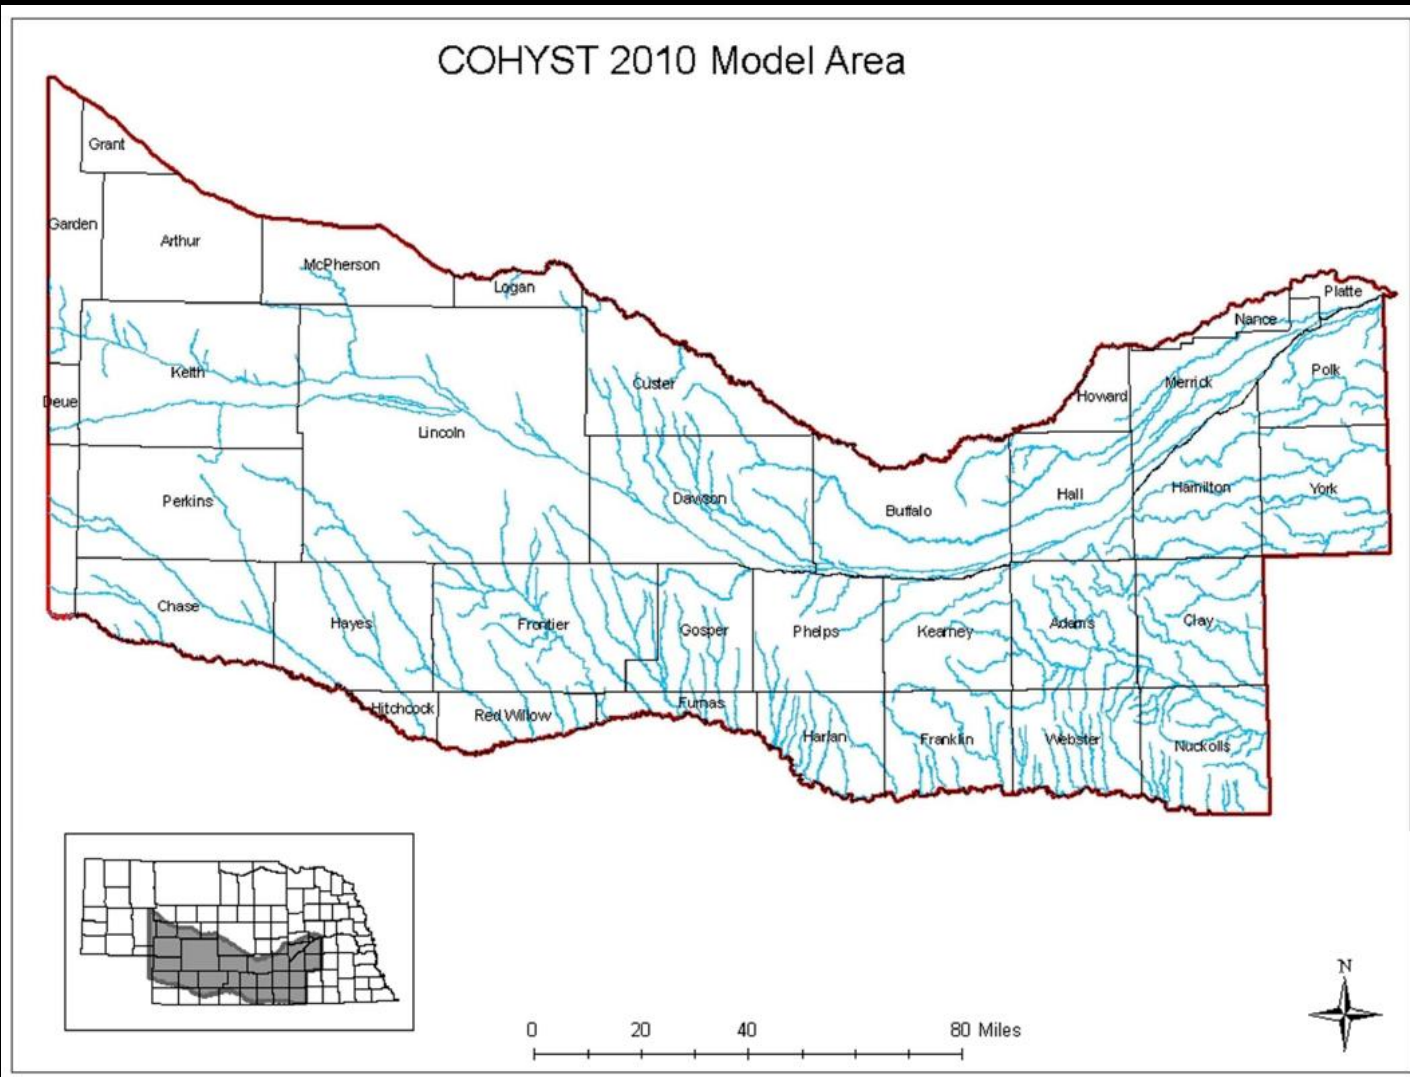 COHYST 2010 Model Area
Grant
Garden
Arthur
McPherson
Logan
Platte
Nance
Keith
Custer
Howard
Merrick
Polk
Deue
Lincoln
Perkins
Dawson
Buffalo
Hall
Hamilton
York
Chase
Hayes
Frontier
Gosper
Phelps
Kearney
Adams
Clay
Hitchcock
Red Willow
Furnas
Harlan
Franklin
Webster
Nuckolls
N
0 20 40 80 Miles